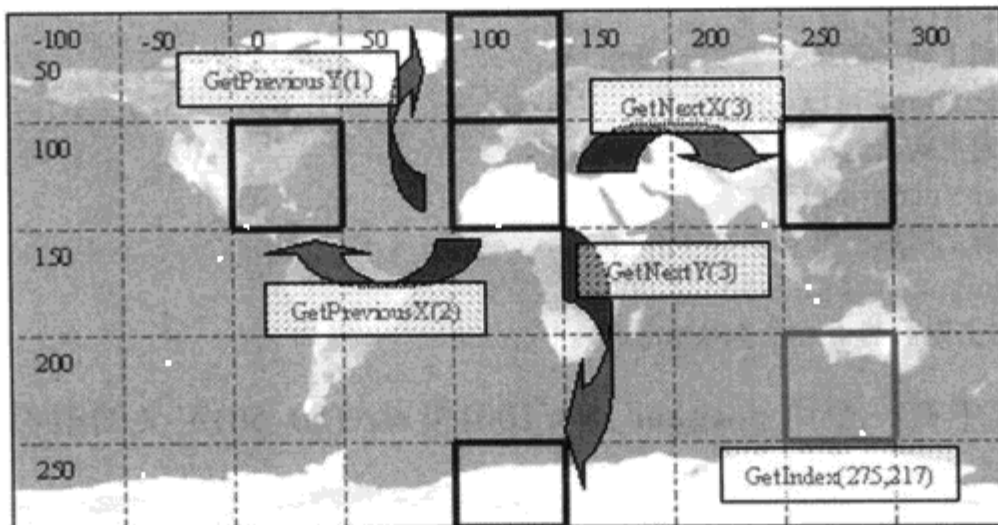 -100 -50 0 50 100 150 200 250 300
50
GetPreviousY(1)
GetNextX(3)
100
150
GetNextY(3)
GetPreviousX(2)
200
250
GetIndex(275,217)